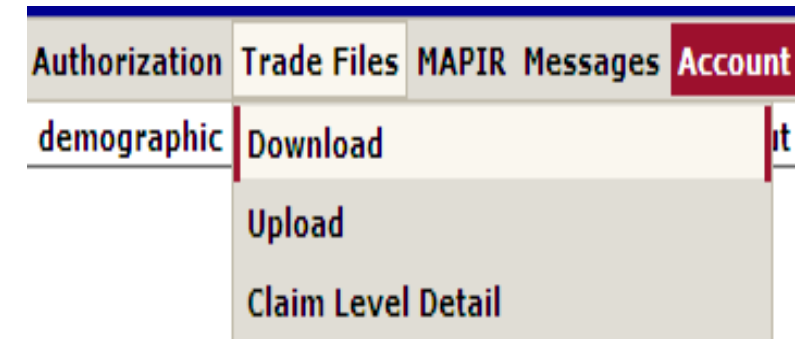 Authorization Trade Files MAPIR Messages Account
demographic Download
Upload
Claim Level Detail